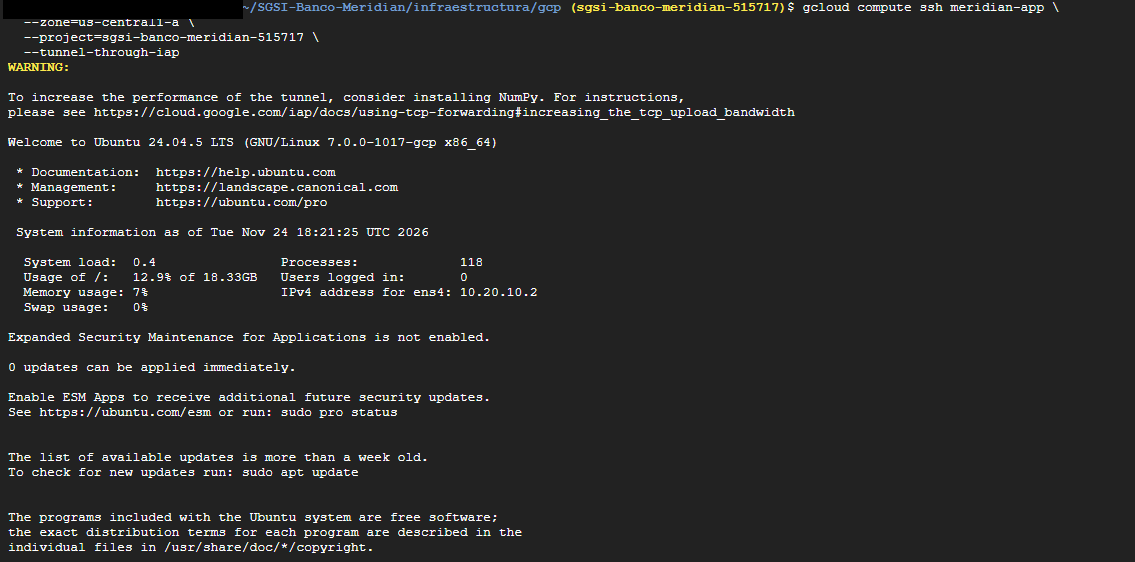 ~/SGSI-Banco-Meridian/infraestructura/gcp (sgsi-banco-meridian-515717)$ gcloud compute ssh meridian-app \
--zone=us-central1-a \
--project=sgsi-banco-meridian-515717 \
--tunnel-through-iap
WARNING:
To increase the performance of the tunnel, consider installing NumPy. For instructions,
please see https://cloud.google.com/iap/docs/using-tcp-forwarding#increasing_the_tcp_upload_bandwidth
Welcome to Ubuntu 24.04.5 LTS (GNU/Linux 7.0.0-1017-gcp x86_64)
* Documentation: https://help.ubuntu.com
* Management: https://landscape.canonical.com
* Support: https://ubuntu.com/pro
System information as of Tue Nov 24 18:21:25 UTC 2026
System load: 0.4 Processes: 118
Usage of /: 12.9% of 18.33GB Users logged in: 0
Memory usage: 7% IPv4 address for ens4: 10.20.10.2
Swap usage: 0%
Expanded Security Maintenance for Applications is not enabled.
0 updates can be applied immediately.
Enable ESM Apps to receive additional future security updates.
See https://ubuntu.com/esm or run: sudo pro status
The list of available updates is more than a week old.
To check for new updates run: sudo apt update
The programs included with the Ubuntu system are free software;
the exact distribution terms for each program are described in the
individual files in /usr/share/doc/*/copyright.